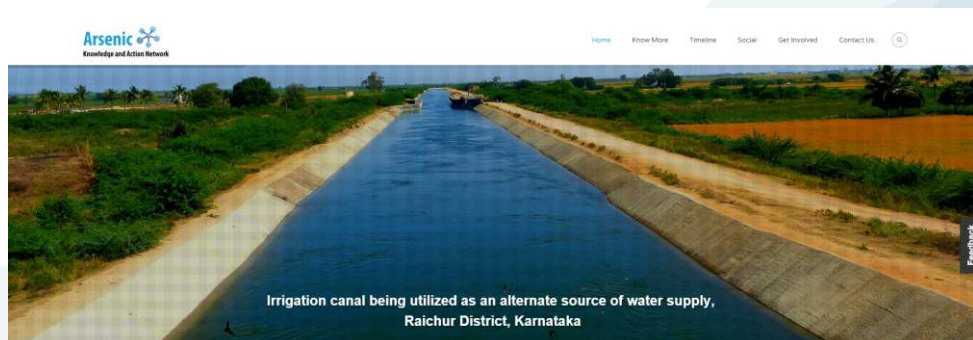 Arsenic
Knowledge and Action Network
Home Know More Timeline Social Get Involved Contact Us
Feedback
Irrigation canal being utilized as an alternate source of water supply,
Raichur District, Karnataka